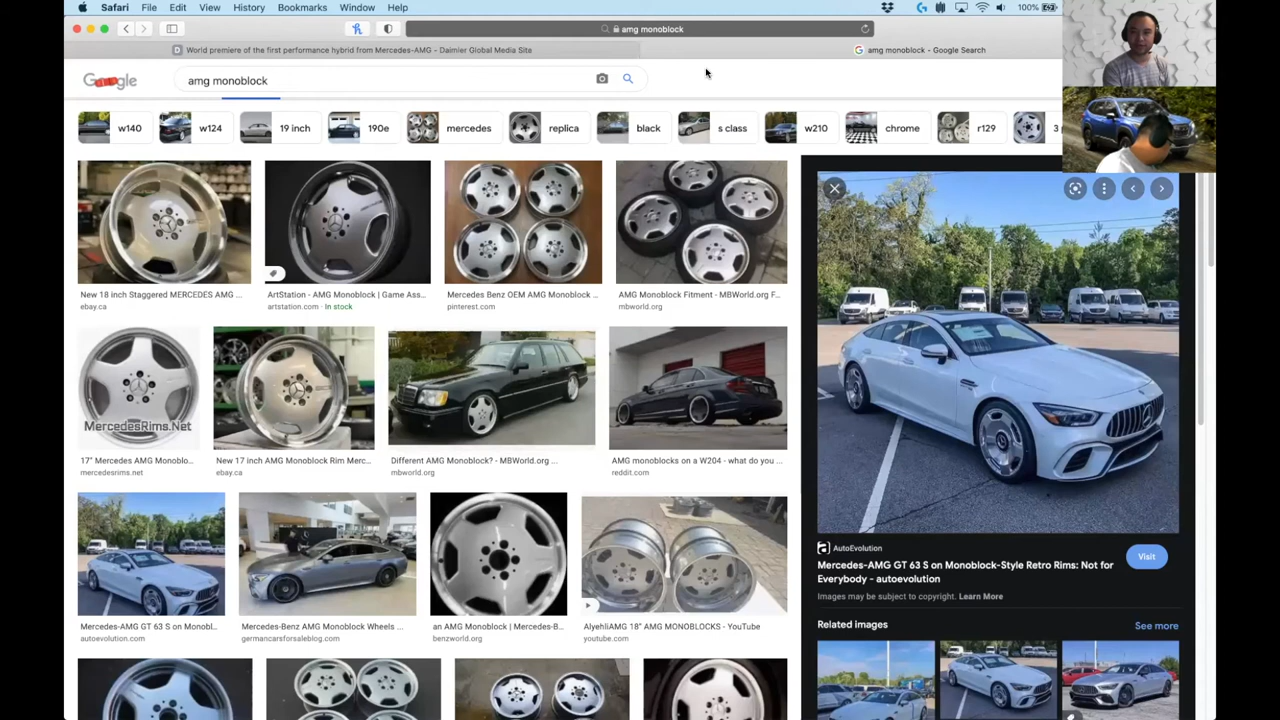 Safari File Edit View History Bookmarks Window Help
100%
amg monoblock
World premiere of the first performance hybrid from Mercedes-AMG - Daimler Global Media Site
amg monoblock - Google Search
Google
amg monoblock
w140
w124
19 inch
190e
mercedes
replica
black
s class
w210
chrome
r129
3
New 18 inch Staggered MERCEDES AMG ...
ebay.ca
ArtStation - AMG Monoblock | Game Ass...
artstation.com · In stock
Mercedes Benz OEM AMG Monoblock ...
pinterest.com
AMG Monoblock Fitment - MBWorld.org F...
mbworld.org
MercedesRims.Net
17" Mercedes AMG Monoblo...
mercedesrims.net
New 17 inch AMG Monoblock Rim Merc...
ebay.ca
Different AMG Monoblock? - MBWorld.org ...
mbworld.org
AMG monoblocks on a W204 - what do you ...
reddit.com
Mercedes-AMG GT 63 S on Monobl...
autoevolution.com
Mercedes-Benz AMG Monoblock Wheels ...
germancarsforsaleblog.com
an AMG Monoblock | Mercedes-B...
benzworld.org
AlyehliAMG 18" AMG MONOBLOCKS - YouTube
youtube.com
AutoEvolution
Mercedes-AMG GT 63 S on Monoblock-Style Retro Rims: Not for
Everybody - autoevolution
Visit
Images may be subject to copyright. Learn More
Related images
See more